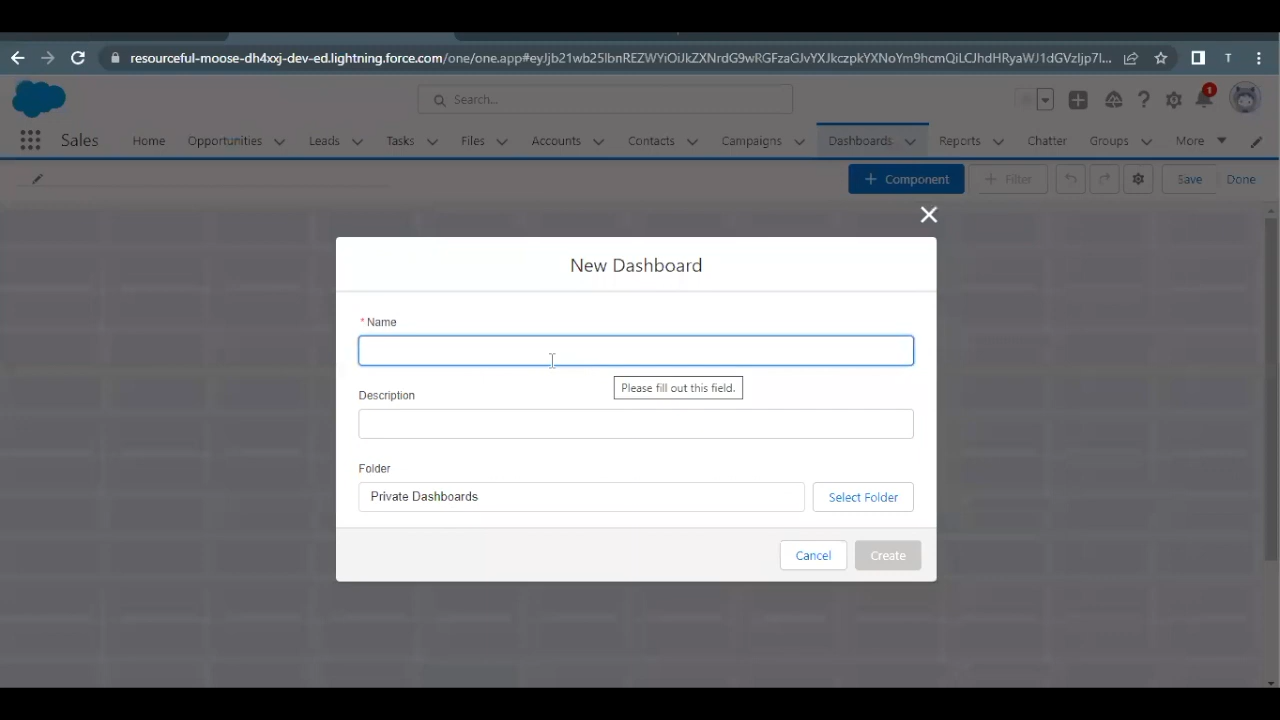 resourceful-moose-dh4xxj-dev-ed.lightning.force.com/one/one.app#
T
Search...
1
Sales Home Opportunities Leads Tasks Files Accounts Contacts Campaigns Dashboards Reports Chatter Groups More
+ Component + Filter Save Done
New Dashboard
* Name
Please fill out this field.
Description
Folder
Private Dashboards Select Folder
Cancel Create